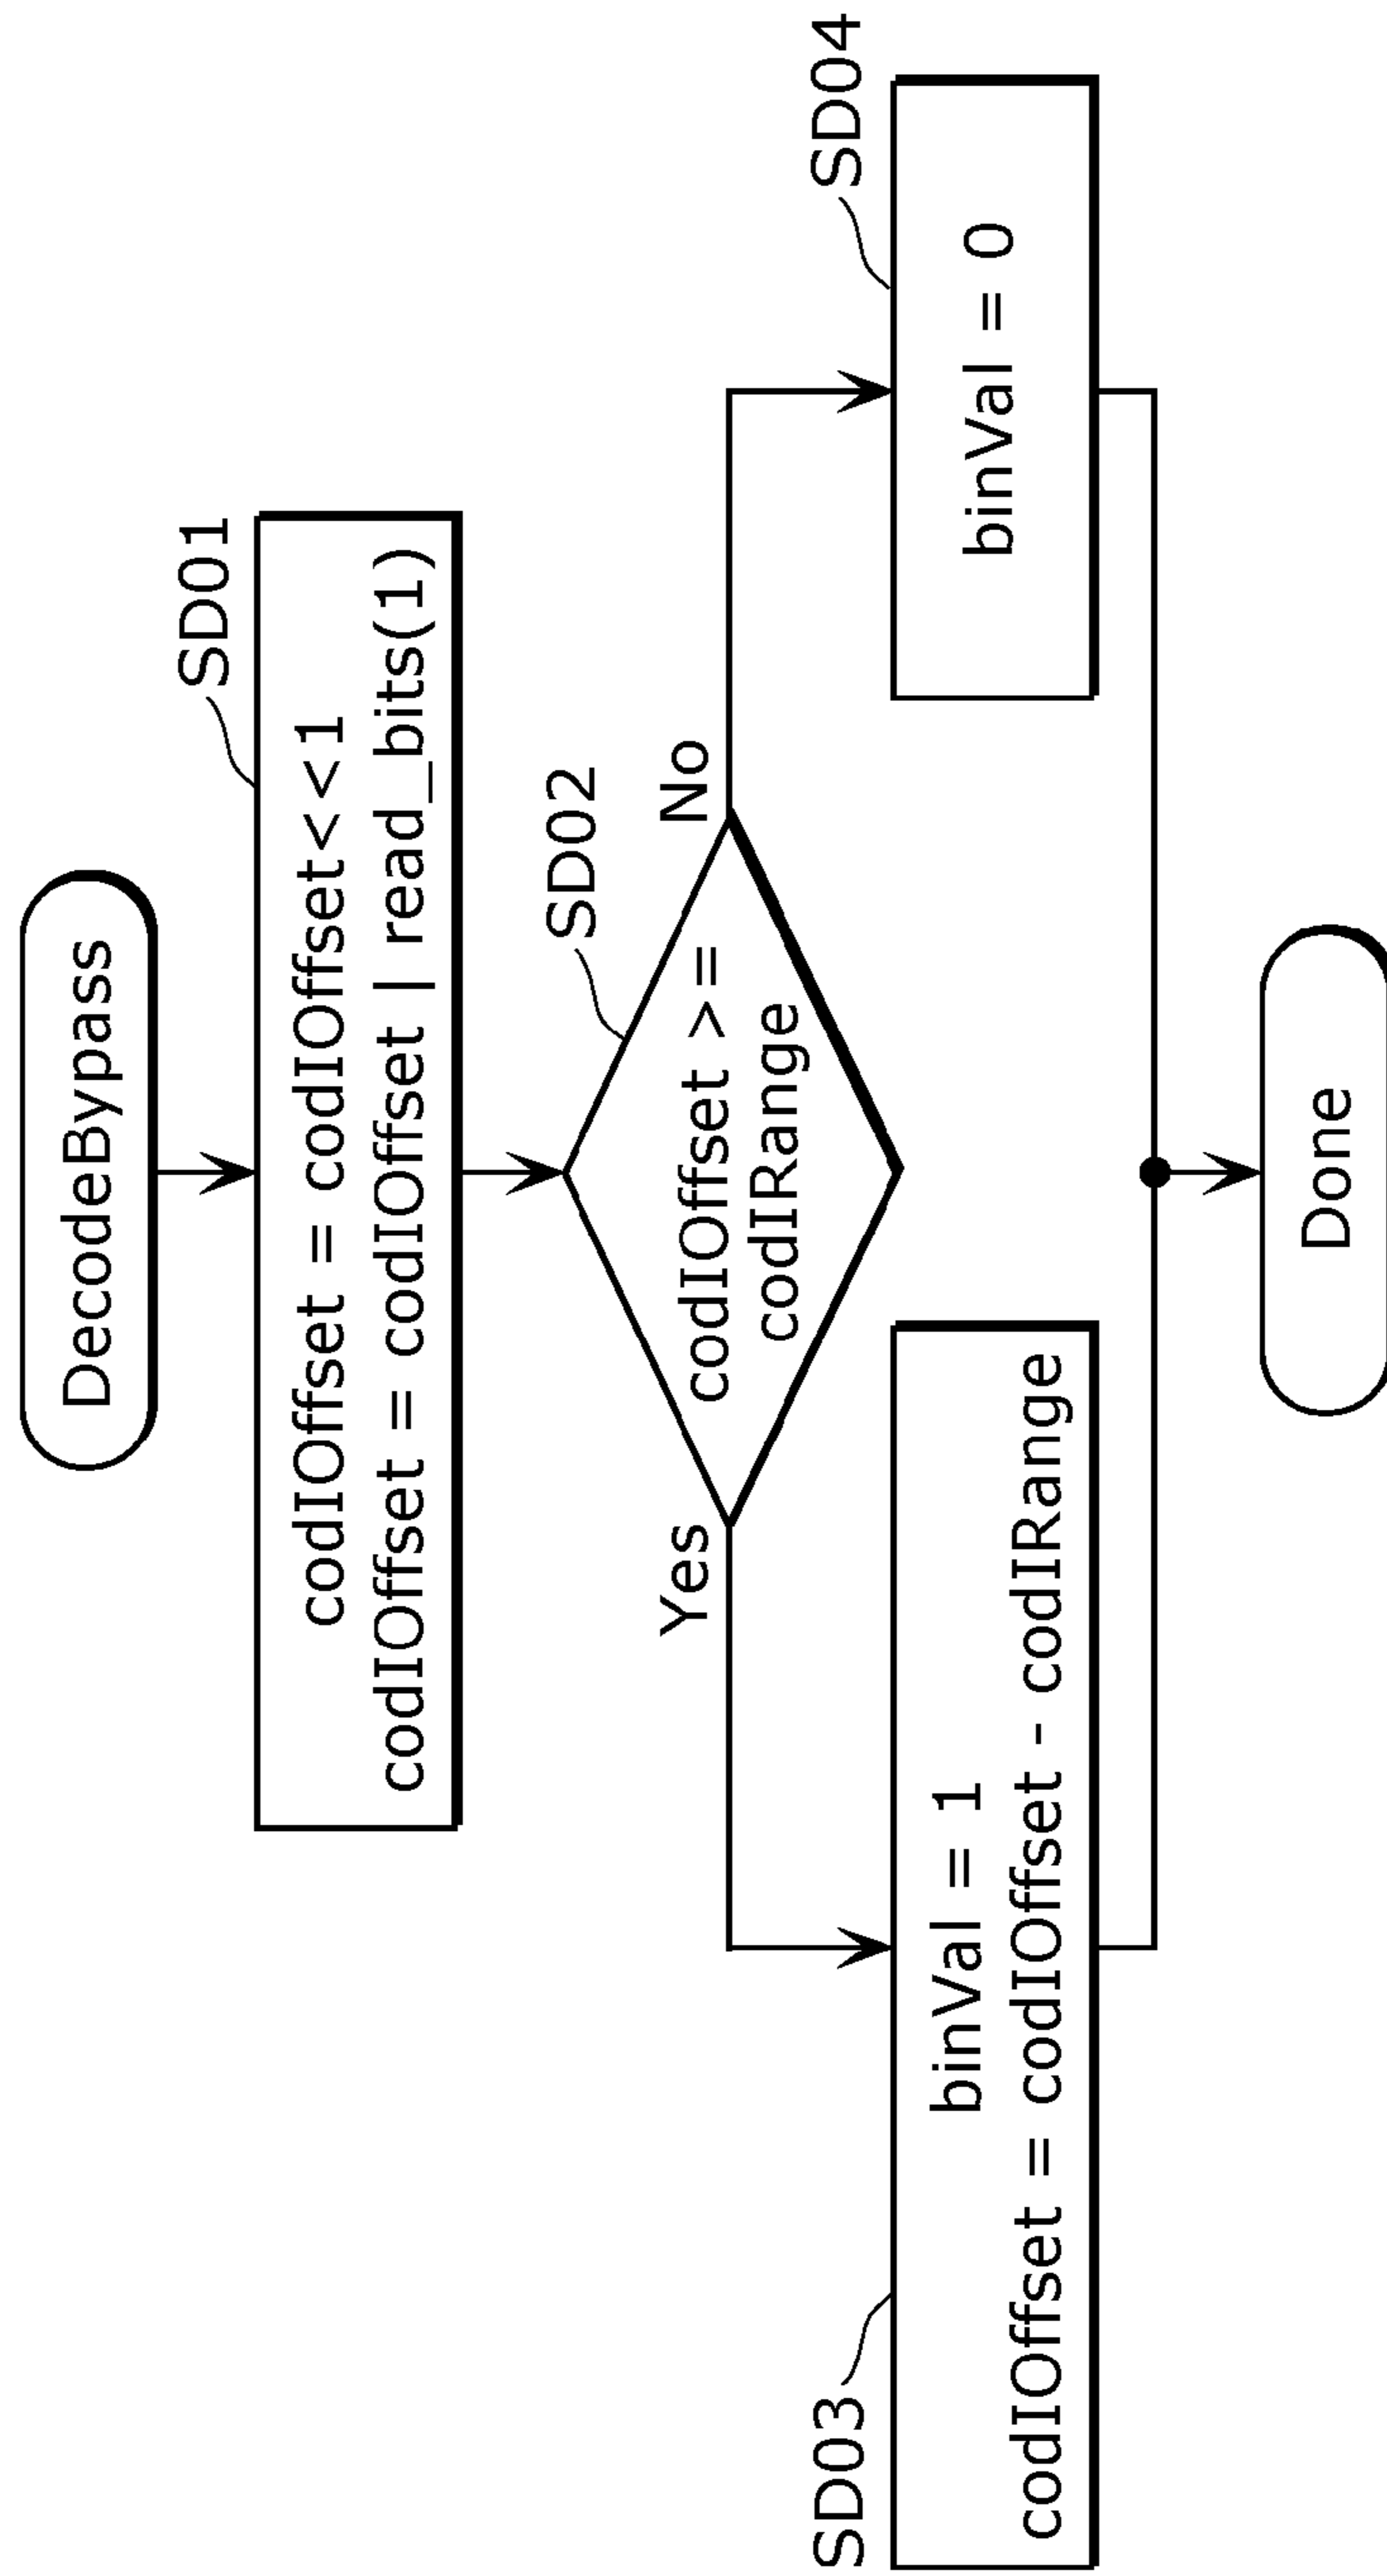 DecodeBypass
SD01
codIOffset = codIOffset<<1
codIOffset = codIOffset | read_bits(1)
SD02
codIOffset >=
codIRange
Yes
No
SD03
binVal = 1
codIOffset = codIOffset - codIRange
SD04
binVal = 0
Done